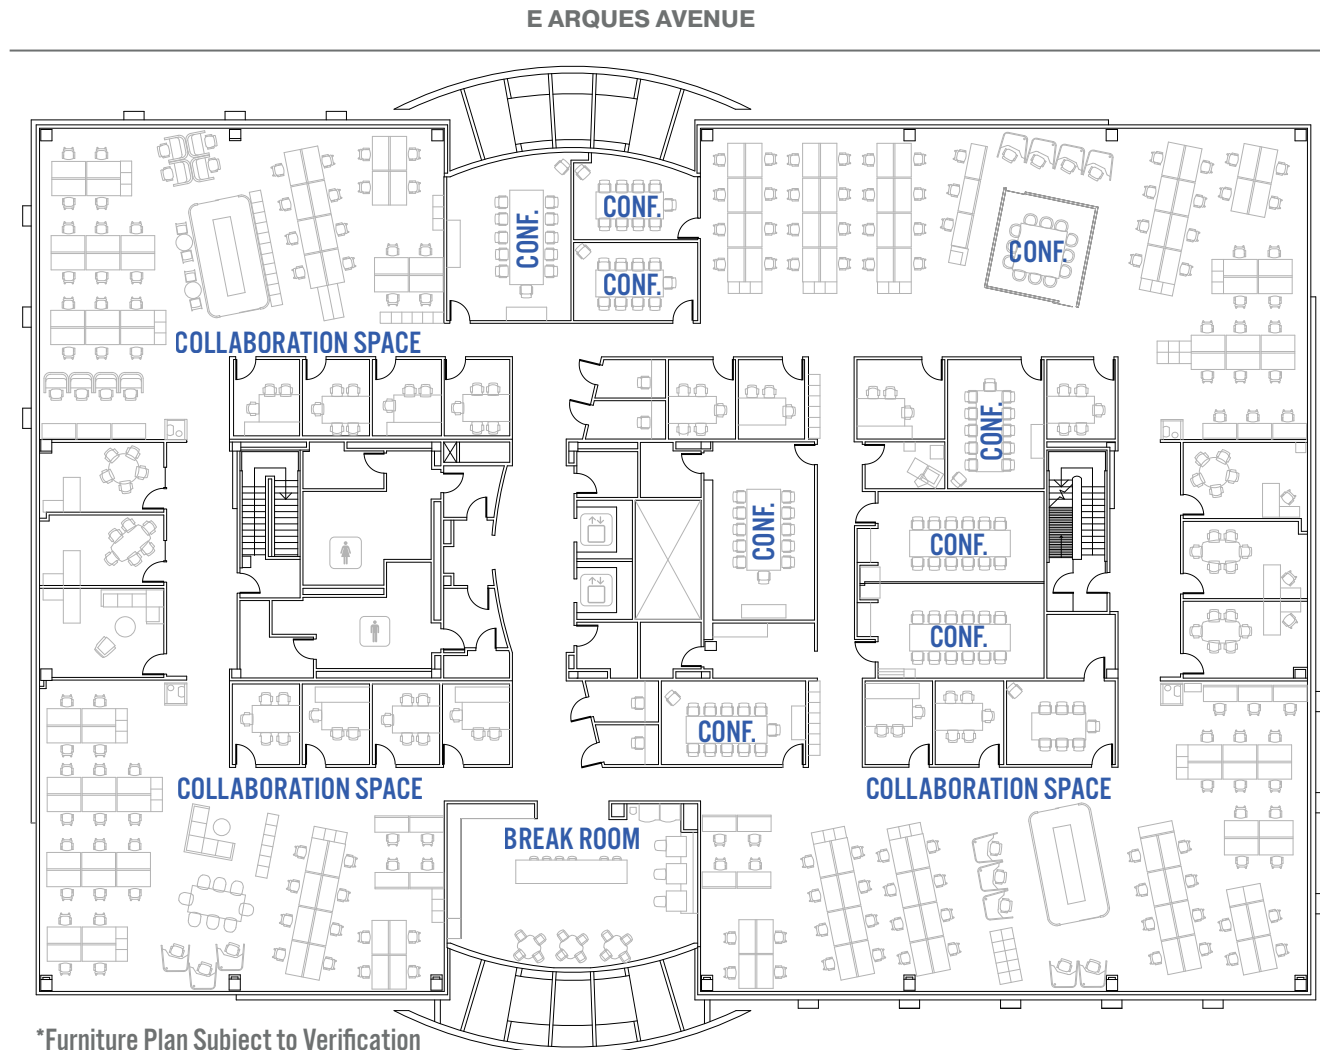 E ARQUES AVENUE
CONF.
CONF.
CONF.
CONF.
COLLABORATION SPACE
CONF.
CONF.
CONF.
CONF.
CONF.
COLLABORATION SPACE
COLLABORATION SPACE
BREAK ROOM
*Furniture Plan Subject to Verification